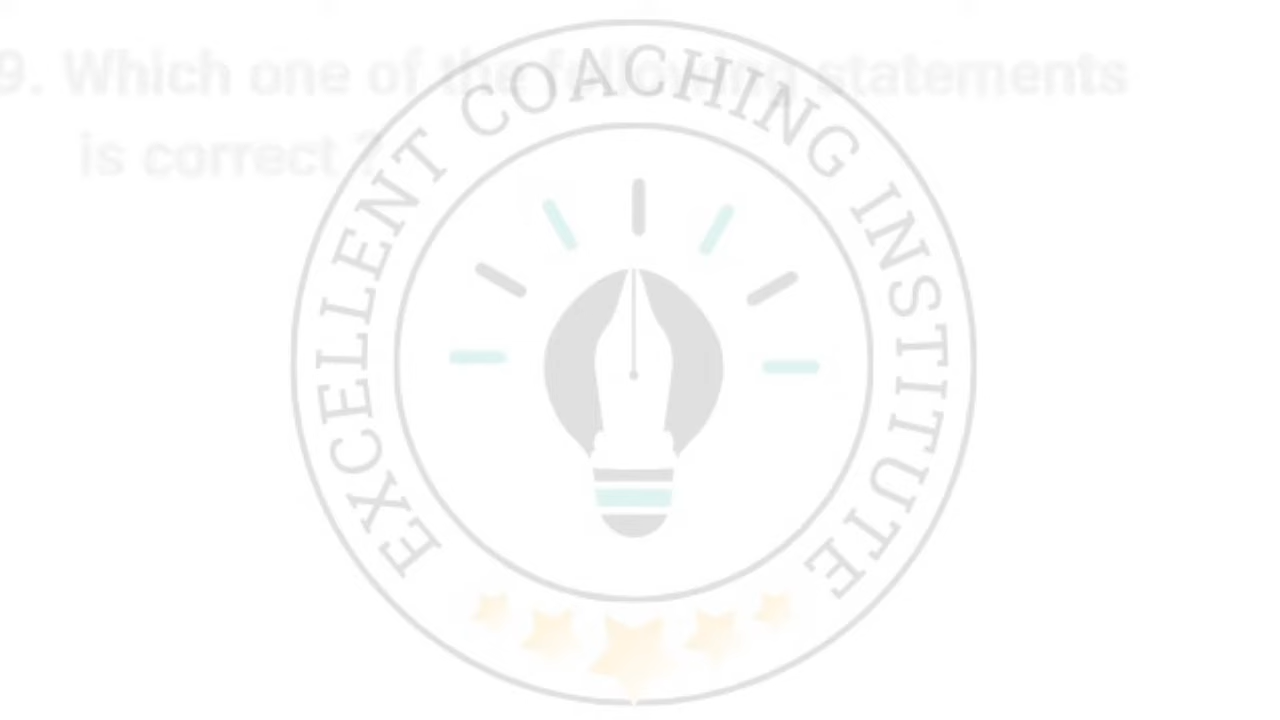 9. Which one of the following statements
is correct ?
EXCELLENT COACHING INSTITUTE